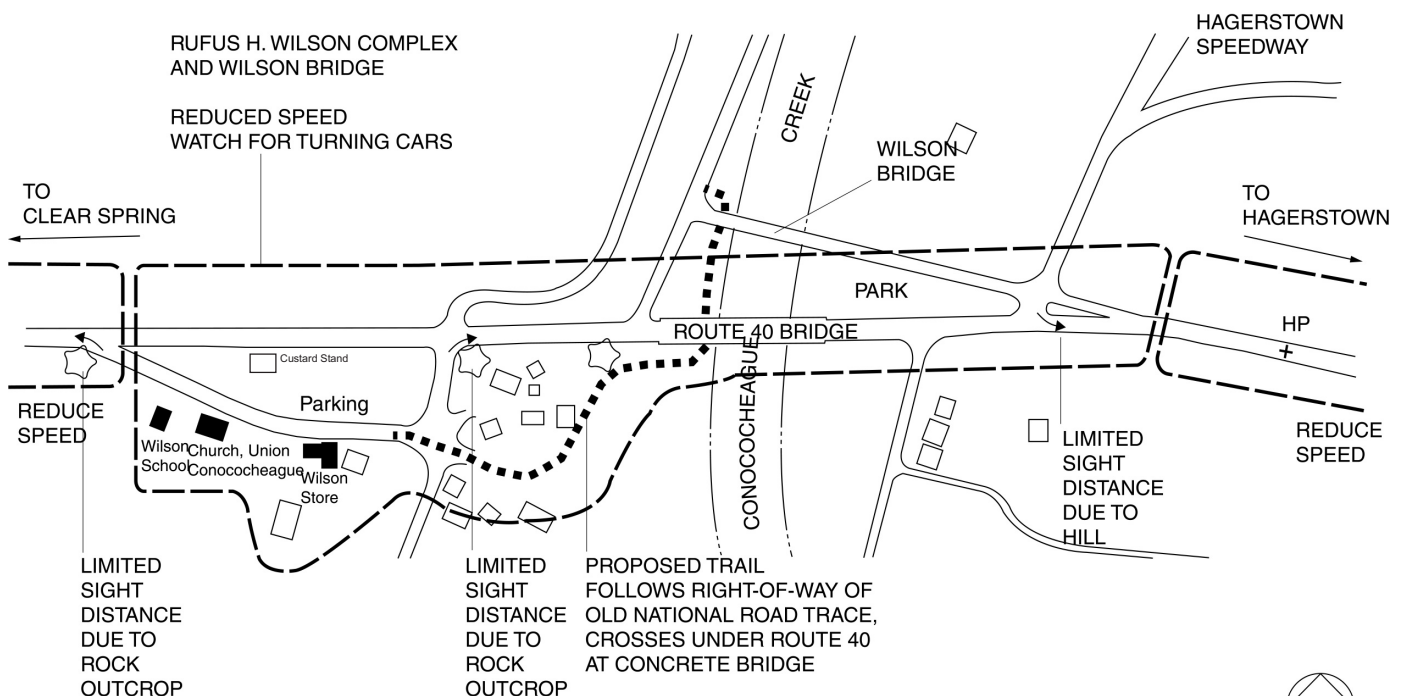 HAGERSTOWN
SPEEDWAY
RUFUS H. WILSON COMPLEX
AND WILSON BRIDGE
REDUCED SPEED
WATCH FOR TURNING CARS
CREEK
WILSON
BRIDGE
TO
CLEAR SPRING
TO
HAGERSTOWN
PARK
ROUTE 40 BRIDGE
HP
Custard Stand
CONOCOCHEAGUE
Parking
REDUCE
SPEED
Wilson
School
Church, Union
Conococheague
Wilson
Store
REDUCE
SPEED
LIMITED
SIGHT
DISTANCE
DUE TO
HILL
LIMITED
SIGHT
DISTANCE
DUE TO
ROCK
OUTCROP
LIMITED
SIGHT
DISTANCE
DUE TO
ROCK
OUTCROP
PROPOSED TRAIL
FOLLOWS RIGHT-OF-WAY OF
OLD NATIONAL ROAD TRACE,
CROSSES UNDER ROUTE 40
AT CONCRETE BRIDGE